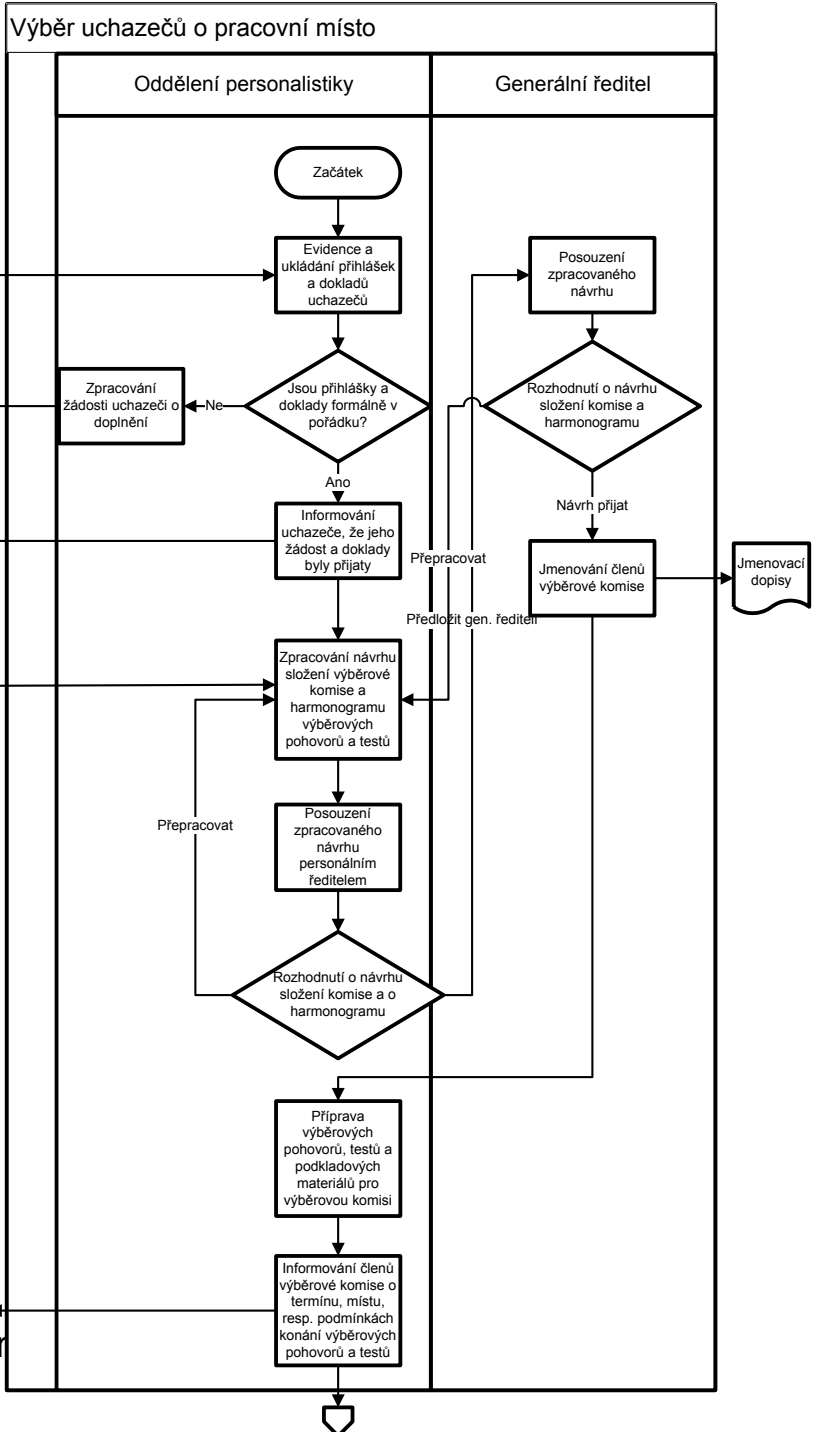 Výběr uchazečů o pracovní místo
Oddělení personalistiky
Generální ředitel
Začátek
Evidence a
ukládání přihlášek
a dokladů
uchazečů
Posouzení
zpracovaného
návrhu
Zpracování
žádosti uchazeči o
doplnění
Ne
Jsou přihlášky a
doklady formálně v
pořádku?
Rozhodnutí o návrhu
složení komise a
harmonogramu
Ano
Návrh přijat
Informování
uchazeče, že jeho
žádost a doklady
byly přijaty
Přepracovat
Jmenování členů
výběrové komise
Jmenovací
dopisy
Předložit gen. řediteli
Zpracování návrhu
složení výběrové
komise a
harmonogramu
výběrových
pohovorů a testů
Přepracovat
Posouzení
zpracovaného
návrhu
personálním
ředitelem
Rozhodnutí o návrhu
složení komise a o
harmonogramu
Příprava
výběrových
pohovorů, testů a
podkladových
materiálů pro
výběrovou komisi
Informování členů
výběrové komise o
termínu, místu,
resp. podmínkách
konání výběrových
pohovorů a testů